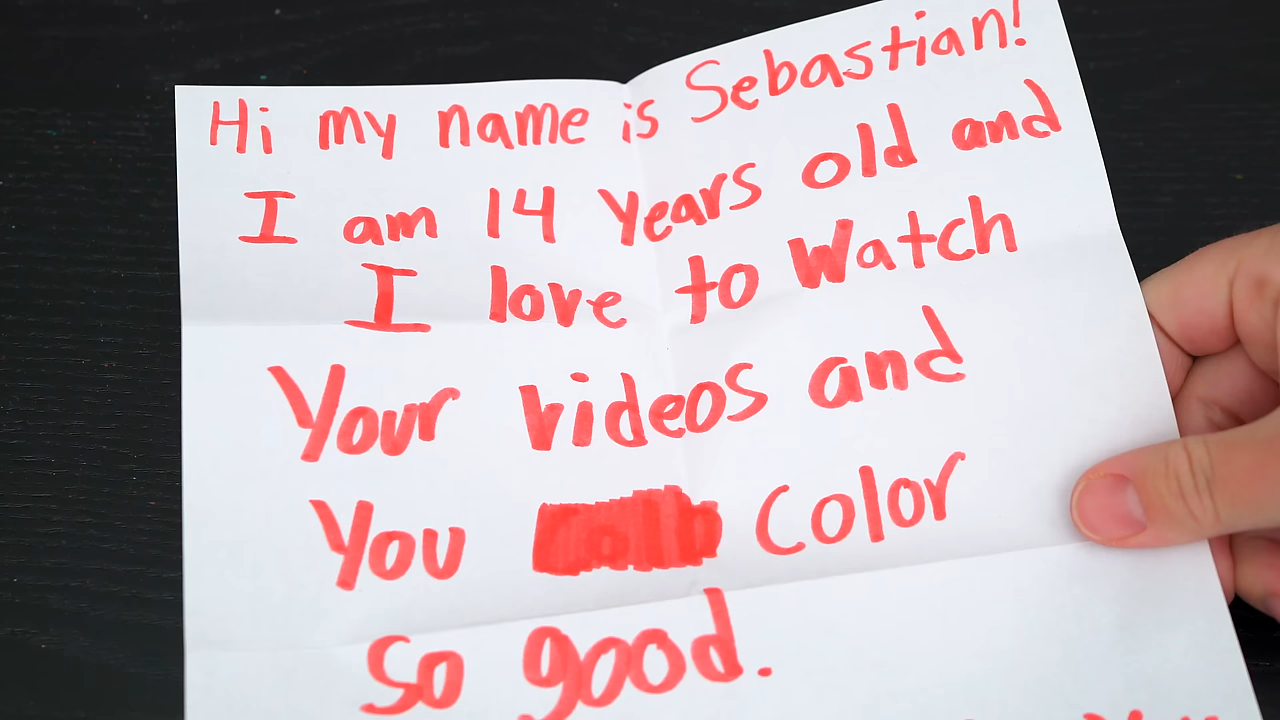 Hi my name is Sebastian!
I am 14 Years old and
I love to Watch
Your videos and
You Color
so good.